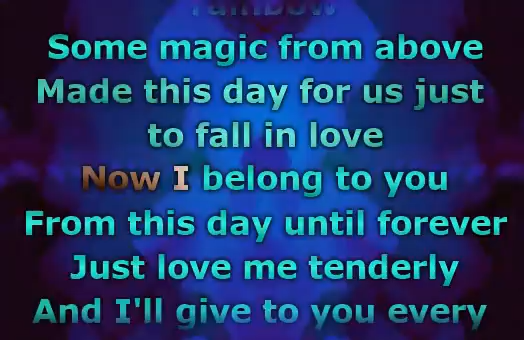 rainbow
Some magic from above
Made this day for us just
to fall in love
Now I belong to you
From this day until forever
Just love me tenderly
And I'll give to you every